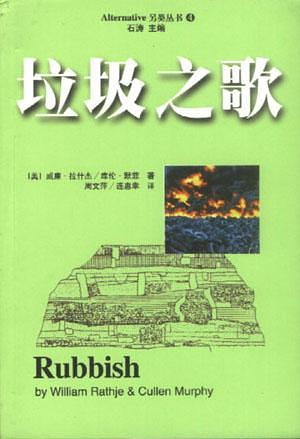 Alternative 另类丛书 4
石涛 主编
垃圾之歌
［美］威廉·拉什杰／库伦·默菲 著
周文萍／连惠幸 译
Rubbish
by William Rathje & Cullen Murphy